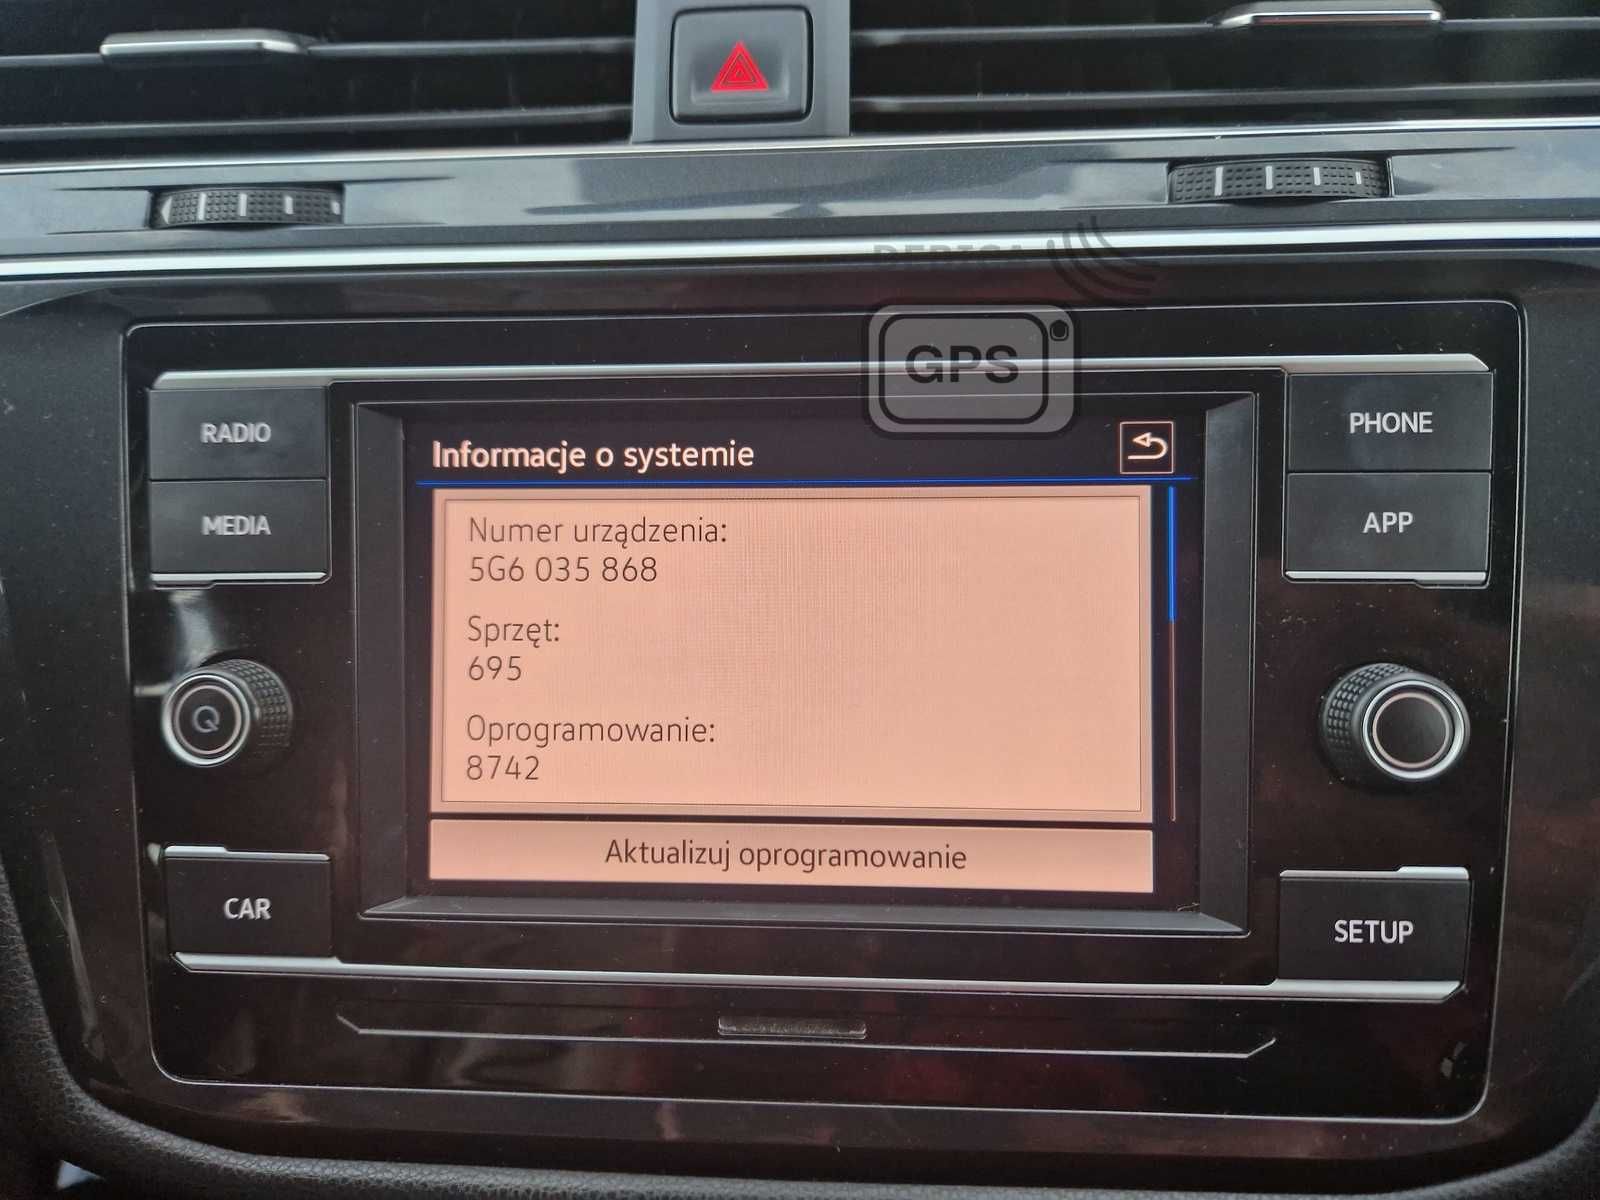 DEBICA
GPS
RADIO
MEDIA
CAR
PHONE
APP
SETUP
Informacje o systemie
Numer urządzenia:
5G6 035 868
Sprzęt:
695
Oprogramowanie:
8742
Aktualizuj oprogramowanie